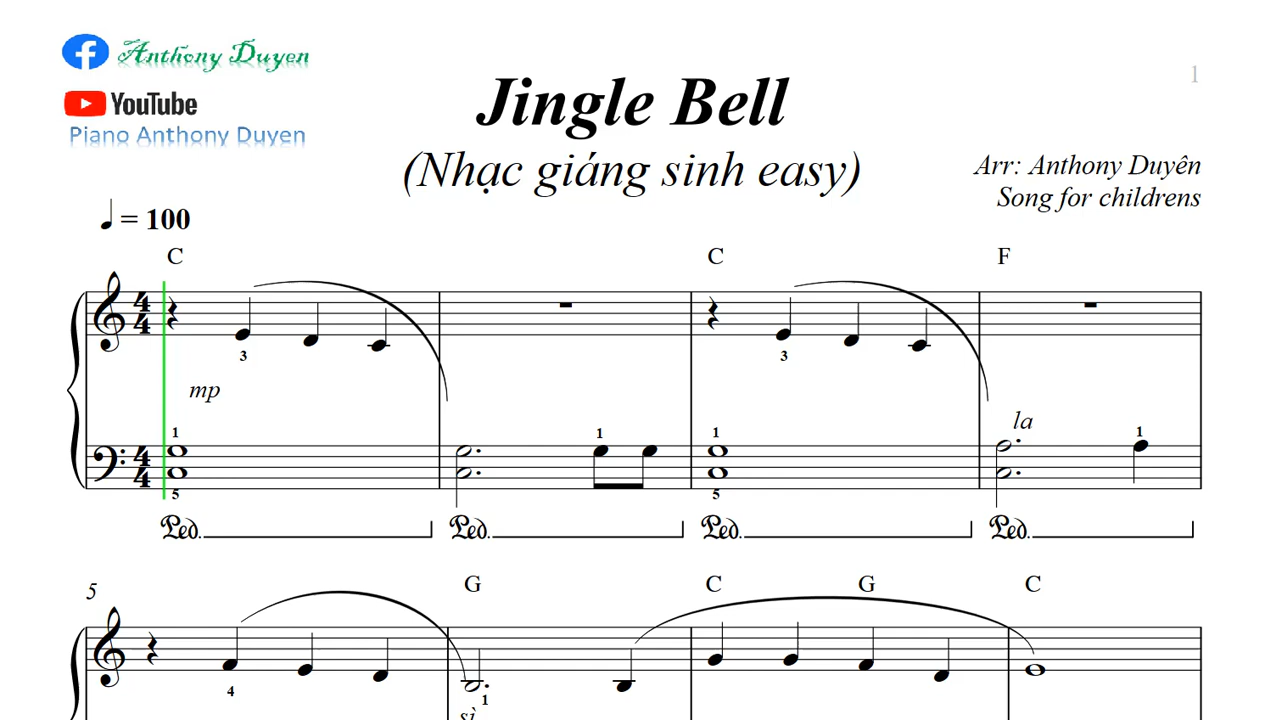 Anthony Duyen
1
YouTube
Piano Anthony Duyen
Jingle Bell
(Nhạc giáng sinh easy)
Arr: Anthony Duyên
Song for childrens
= 100
C C F
4 4
3 3
mp
la
1 1 1 1
4 4
5 5
Ped. Ped. Ped. Ped.
5
G C G C
4 1
sì